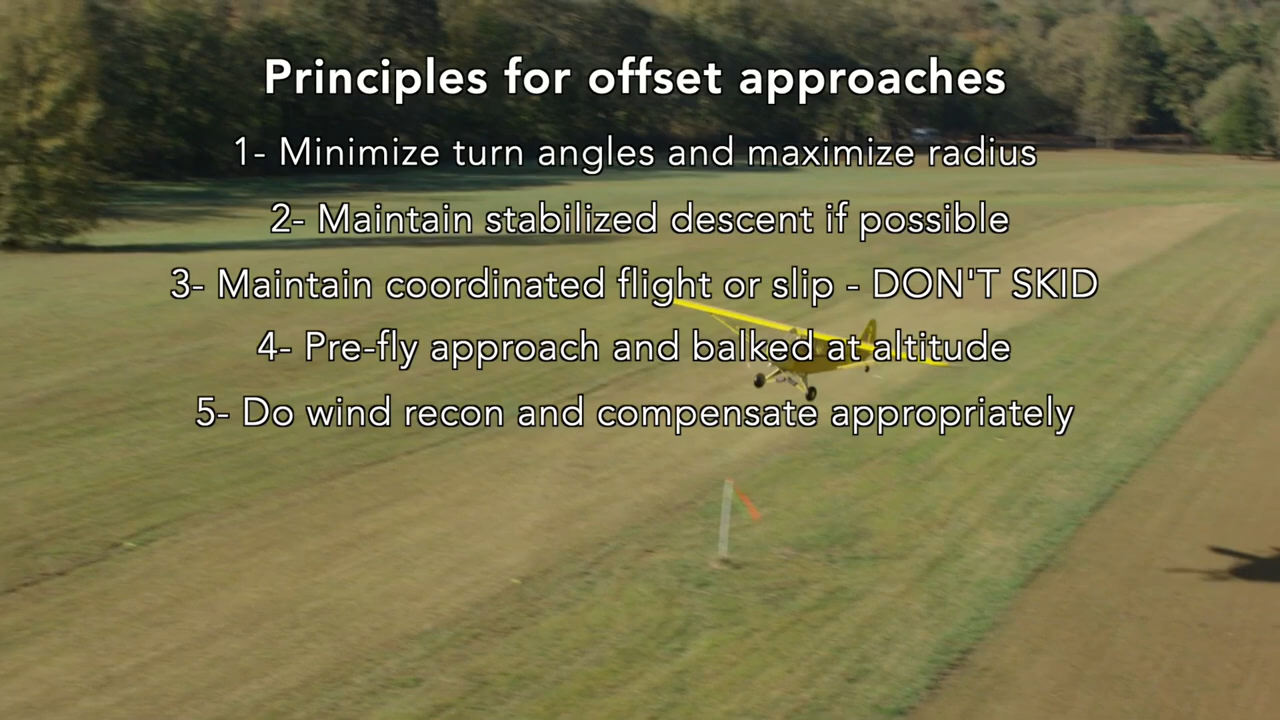 Principles for offset approaches
1- Minimize turn angles and maximize radius
2- Maintain stabilized descent if possible
3- Maintain coordinated flight or slip - DON'T SKID
4- Pre-fly approach and balked at altitude
5- Do wind recon and compensate appropriately